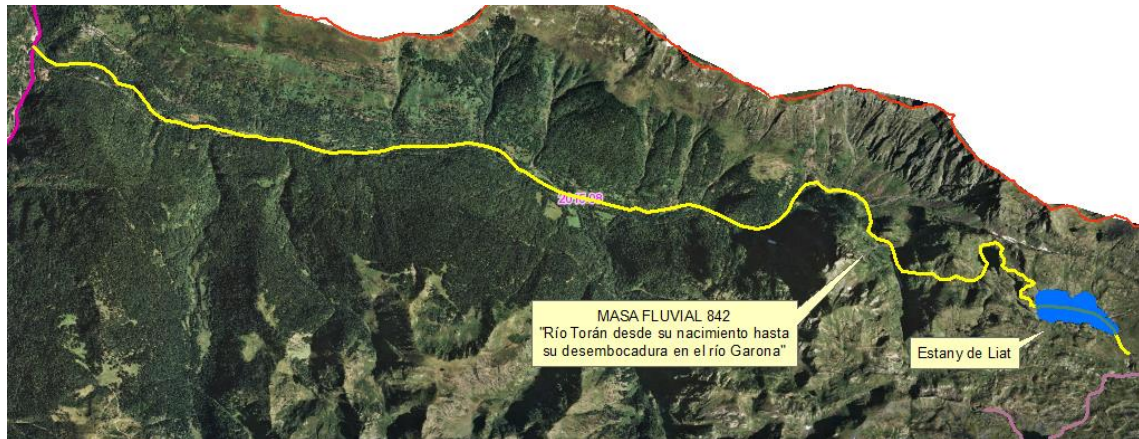 MASA FLUVIAL 842
"Río Torán desde su nacimiento hasta
su desembocadura en el río Garona"
Estany de Liat